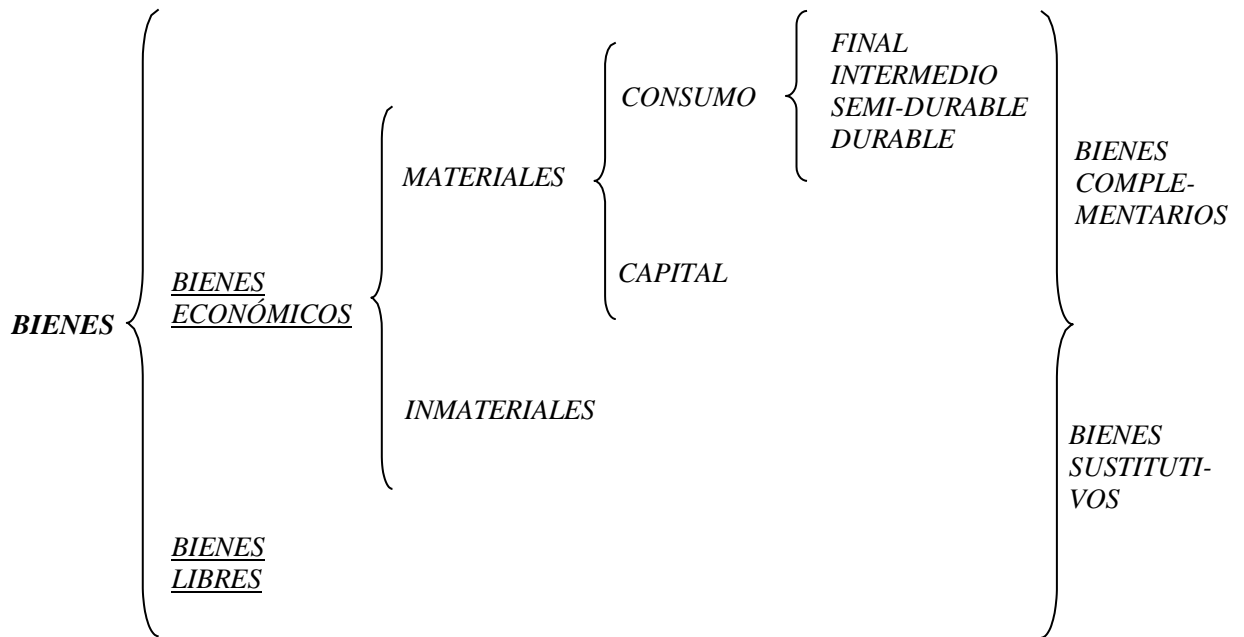 BIENES
BIENES
ECONÓMICOS
MATERIALES
CONSUMO
FINAL
INTERMEDIO
SEMI-DURABLE
DURABLE
CAPITAL
INMATERIALES
BIENES
LIBRES
BIENES
COMPLE-
MENTARIOS
BIENES
SUSTITUTI-
VOS